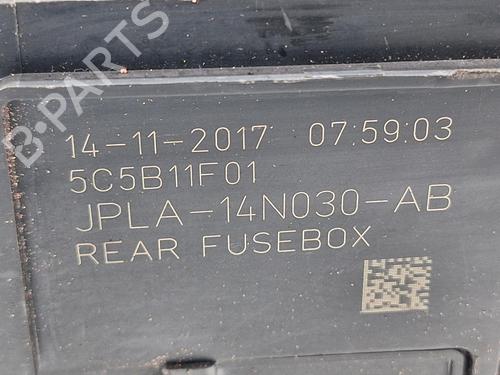 B-PARTS
14-11-2017 07:59:03
5C5B11F01
JPLA-14N030-AB
REAR FUSEBOX